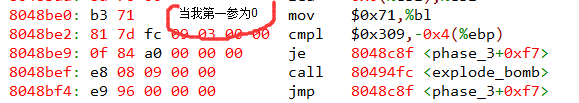 8048be0: b3 71 当我第一参为0 mov $0x71,%bl
8048be2: 81 7d fc 09 03 00 00 cmpl $0x309,-0x4(%ebp)
8048be9: 0f 84 a0 00 00 00 je 8048c8f <phase_3+0xf7>
8048bef: e8 08 09 00 00 call 80494fc <explode_bomb>
8048bf4: e9 96 00 00 00 jmp 8048c8f <phase_3+0xf7>